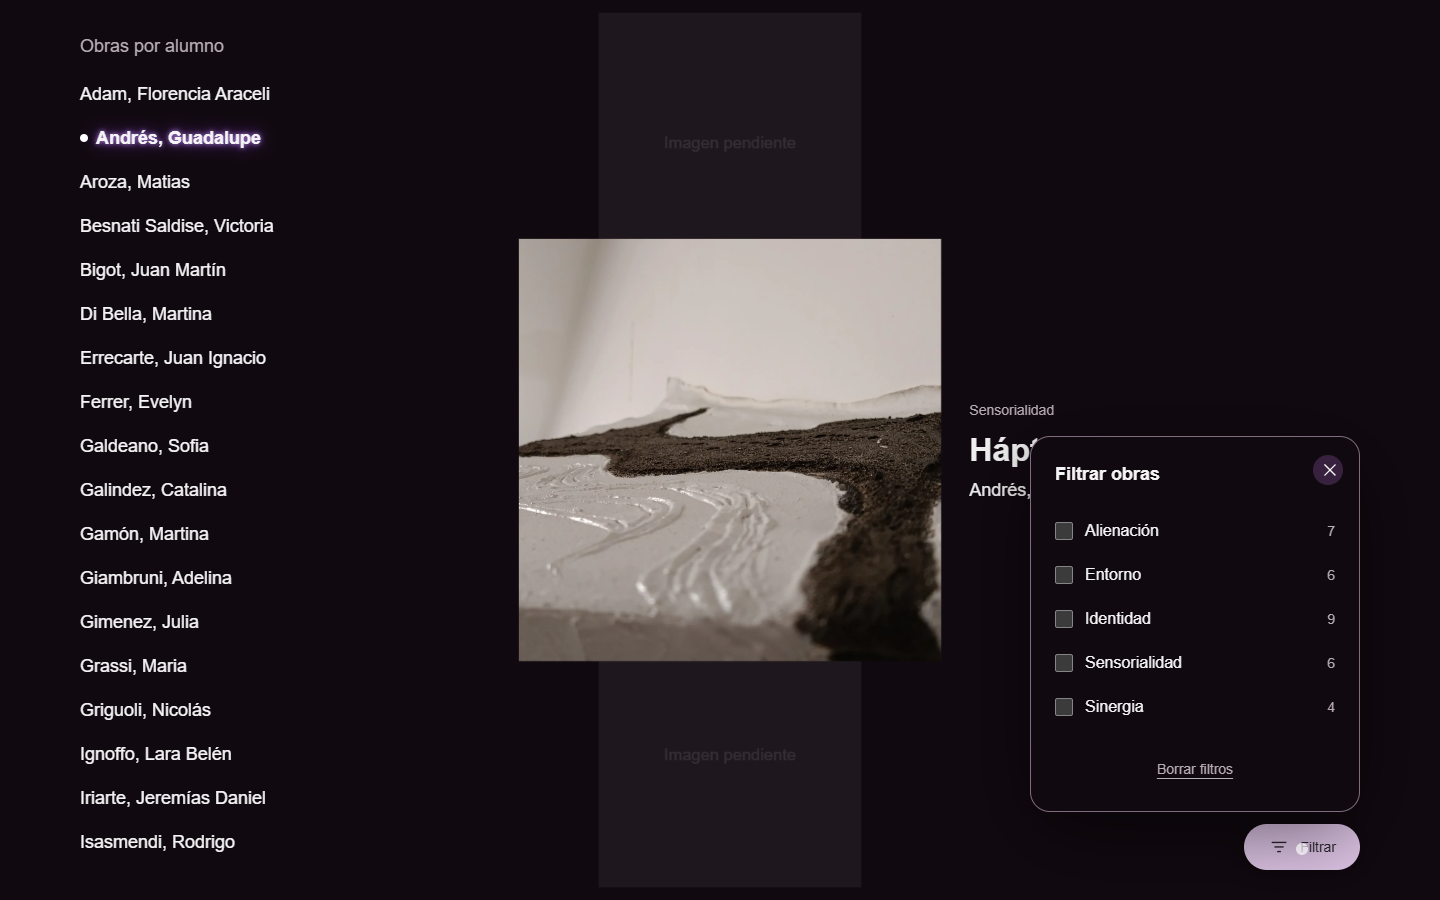 Obras por alumno
Adam, Florencia Araceli
Andrés, Guadalupe
Aroza, Matias
Besnati Saldise, Victoria
Bigot, Juan Martín
Di Bella, Martina
Errecarte, Juan Ignacio
Ferrer, Evelyn
Galdeano, Sofia
Galindez, Catalina
Gamón, Martina
Giambruni, Adelina
Gimenez, Julia
Grassi, Maria
Griguoli, Nicolás
Ignoffo, Lara Belén
Iriarte, Jeremías Daniel
Isasmendi, Rodrigo
Imagen pendiente
Imagen pendiente
Sensorialidad
Andrés,
Filtrar obras
Alienación 7
Entorno 6
Identidad 9
Sensorialidad 6
Sinergia 4
Borrar filtros
Filtrar